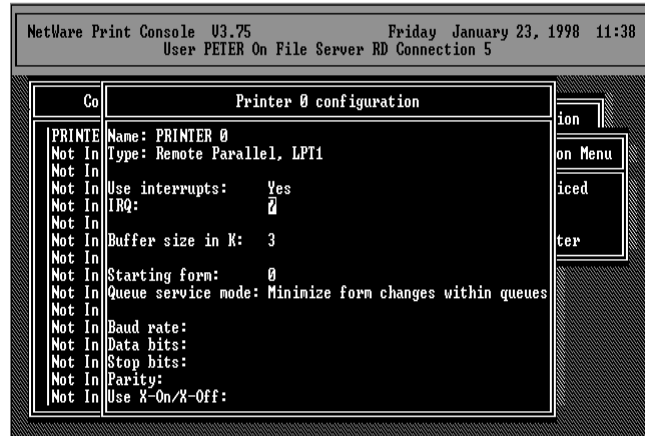 NetWare Print Console V3.75 Friday January 23, 1998 11:38
User PETER On File Server RD Connection 5
Co
Printer 0 configuration
ion
PRINTE
Name: PRINTER 0
Not In
Type: Remote Parallel, LPT1
on Menu
Not In
Not In
Use interrupts: Yes
iced
Not In
IRQ: 7
Not In
Not In
Buffer size in K: 3
ter
Not In
Not In
Starting form: 0
Not In
Queue service mode: Minimize form changes within queues
Not In
Not In
Baud rate:
Not In
Data bits:
Not In
Stop bits:
Not In
Parity:
Not In
Use X-On/X-Off: